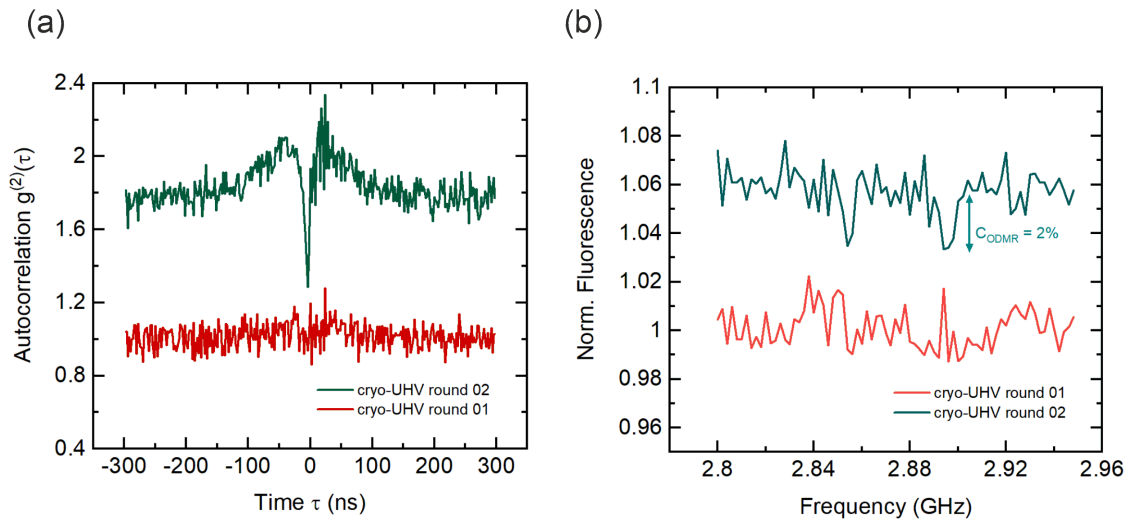 (a)
(b)
Autocorrelation g(2)(τ)
2.4
2
1.6
1.2
0.8
0.4
-300
-200
-100
0
100
200
300
Time τ (ns)
cryo-UHV round 02
cryo-UHV round 01
Norm. Fluorescence
1.1
1.08
1.06
1.04
1.02
1
0.98
0.96
2.8
2.84
2.88
2.92
2.96
Frequency (GHz)
CODMR = 2%
cryo-UHV round 01
cryo-UHV round 02